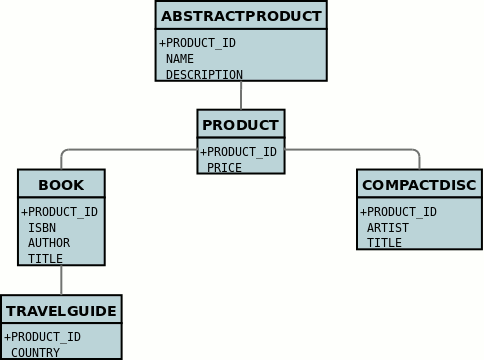 ABSTRACTPRODUCT
+PRODUCT_ID
NAME
DESCRIPTION
PRODUCT
+PRODUCT_ID
PRICE
BOOK
+PRODUCT_ID
ISBN
AUTHOR
TITLE
COMPACTDISC
+PRODUCT_ID
ARTIST
TITLE
TRAVELGUIDE
+PRODUCT_ID
COUNTRY